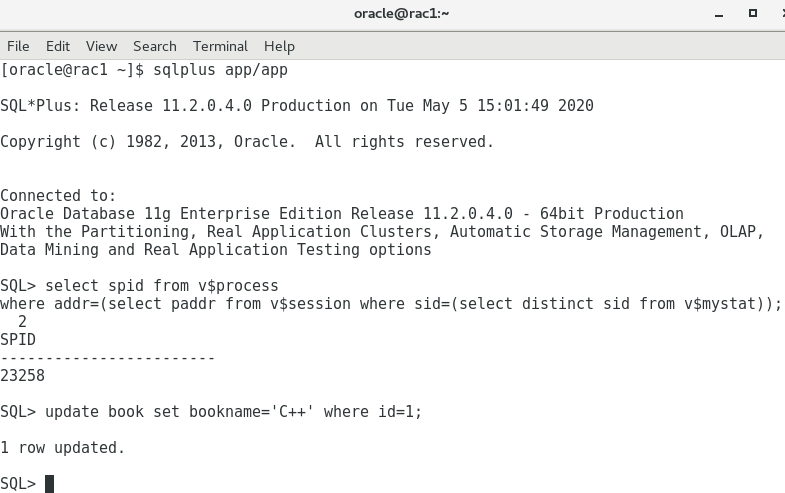 oracle@rac1:~
File Edit View Search Terminal Help
[oracle@rac1 ~]$ sqlplus app/app
SQL*Plus: Release 11.2.0.4.0 Production on Tue May 5 15:01:49 2020
Copyright (c) 1982, 2013, Oracle.  All rights reserved.
Connected to:
Oracle Database 11g Enterprise Edition Release 11.2.0.4.0 - 64bit Production
With the Partitioning, Real Application Clusters, Automatic Storage Management, OLAP,
Data Mining and Real Application Testing options
SQL> select spid from v$process
where addr=(select paddr from v$session where sid=(select distinct sid from v$mystat));
  2
SPID
------------------------
23258
SQL> update book set bookname='C++' where id=1;
1 row updated.
SQL>